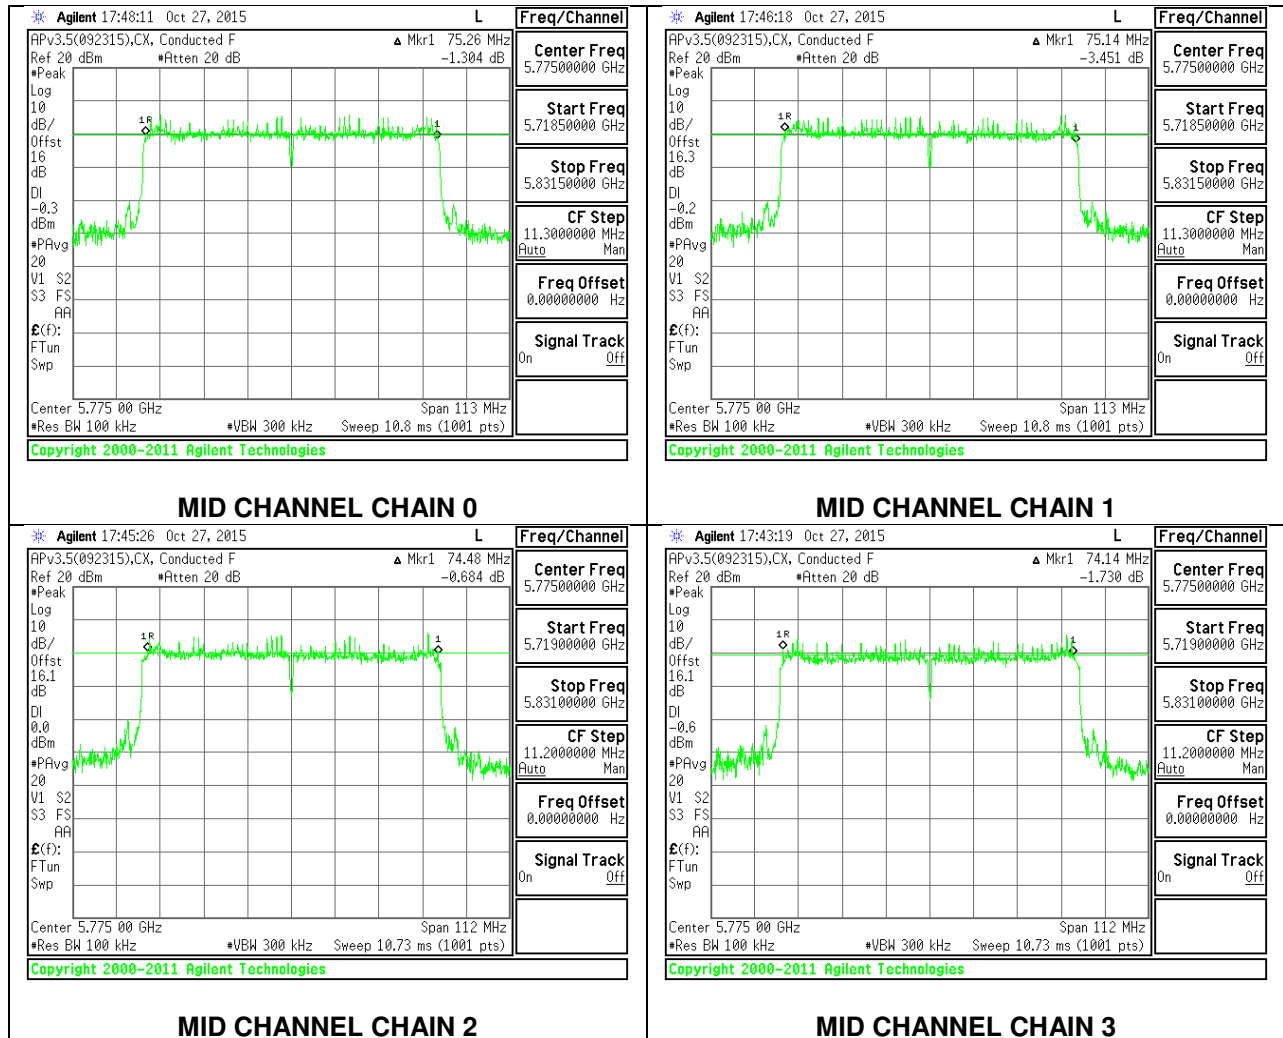 Agilent 17:48:11 Oct 27, 2015 L Freq/Channel
APv3.5(092315),CX, Conducted F ▵ Mkr1 75.26 MHz
Ref 20 dBm #Atten 20 dB -1.304 dB
#Peak
Log
10
dB/
Offst
16
dB
DI
-0.3
dBm
#PAvg
20
V1 S2
S3 FS
AA
£(f):
FTun
Swp
1R
1
Center 5.775 00 GHz Span 113 MHz
#Res BW 100 kHz #VBW 300 kHz Sweep 10.8 ms (1001 pts)
Center Freq
5.77500000 GHz
Start Freq
5.71850000 GHz
Stop Freq
5.83150000 GHz
CF Step
11.3000000 MHz
Auto Man
Freq Offset
0.00000000 Hz
Signal Track
On Off
Copyright 2000-2011 Agilent Technologies
MID CHANNEL CHAIN 0
Agilent 17:46:18 Oct 27, 2015 L Freq/Channel
APv3.5(092315),CX, Conducted F ▵ Mkr1 75.14 MHz
Ref 20 dBm #Atten 20 dB -3.451 dB
#Peak
Log
10
dB/
Offst
16.3
dB
DI
-0.2
dBm
#PAvg
20
V1 S2
S3 FS
AA
£(f):
FTun
Swp
1R
1
Center 5.775 00 GHz Span 113 MHz
#Res BW 100 kHz #VBW 300 kHz Sweep 10.8 ms (1001 pts)
Center Freq
5.77500000 GHz
Start Freq
5.71850000 GHz
Stop Freq
5.83150000 GHz
CF Step
11.3000000 MHz
Auto Man
Freq Offset
0.00000000 Hz
Signal Track
On Off
Copyright 2000-2011 Agilent Technologies
MID CHANNEL CHAIN 1
Agilent 17:45:26 Oct 27, 2015 L Freq/Channel
APv3.5(092315),CX, Conducted F ▵ Mkr1 74.48 MHz
Ref 20 dBm #Atten 20 dB -0.684 dB
#Peak
Log
10
dB/
Offst
16.1
dB
DI
0.0
dBm
#PAvg
20
V1 S2
S3 FS
AA
£(f):
FTun
Swp
1R
1
Center 5.775 00 GHz Span 112 MHz
#Res BW 100 kHz #VBW 300 kHz Sweep 10.73 ms (1001 pts)
Center Freq
5.77500000 GHz
Start Freq
5.71900000 GHz
Stop Freq
5.83100000 GHz
CF Step
11.2000000 MHz
Auto Man
Freq Offset
0.00000000 Hz
Signal Track
On Off
Copyright 2000-2011 Agilent Technologies
MID CHANNEL CHAIN 2
Agilent 17:43:19 Oct 27, 2015 L Freq/Channel
APv3.5(092315),CX, Conducted F ▵ Mkr1 74.14 MHz
Ref 20 dBm #Atten 20 dB -1.730 dB
#Peak
Log
10
dB/
Offst
16.1
dB
DI
-0.6
dBm
#PAvg
20
V1 S2
S3 FS
AA
£(f):
FTun
Swp
1R
1
Center 5.775 00 GHz Span 112 MHz
#Res BW 100 kHz #VBW 300 kHz Sweep 10.73 ms (1001 pts)
Center Freq
5.77500000 GHz
Start Freq
5.71900000 GHz
Stop Freq
5.83100000 GHz
CF Step
11.2000000 MHz
Auto Man
Freq Offset
0.00000000 Hz
Signal Track
On Off
Copyright 2000-2011 Agilent Technologies
MID CHANNEL CHAIN 3